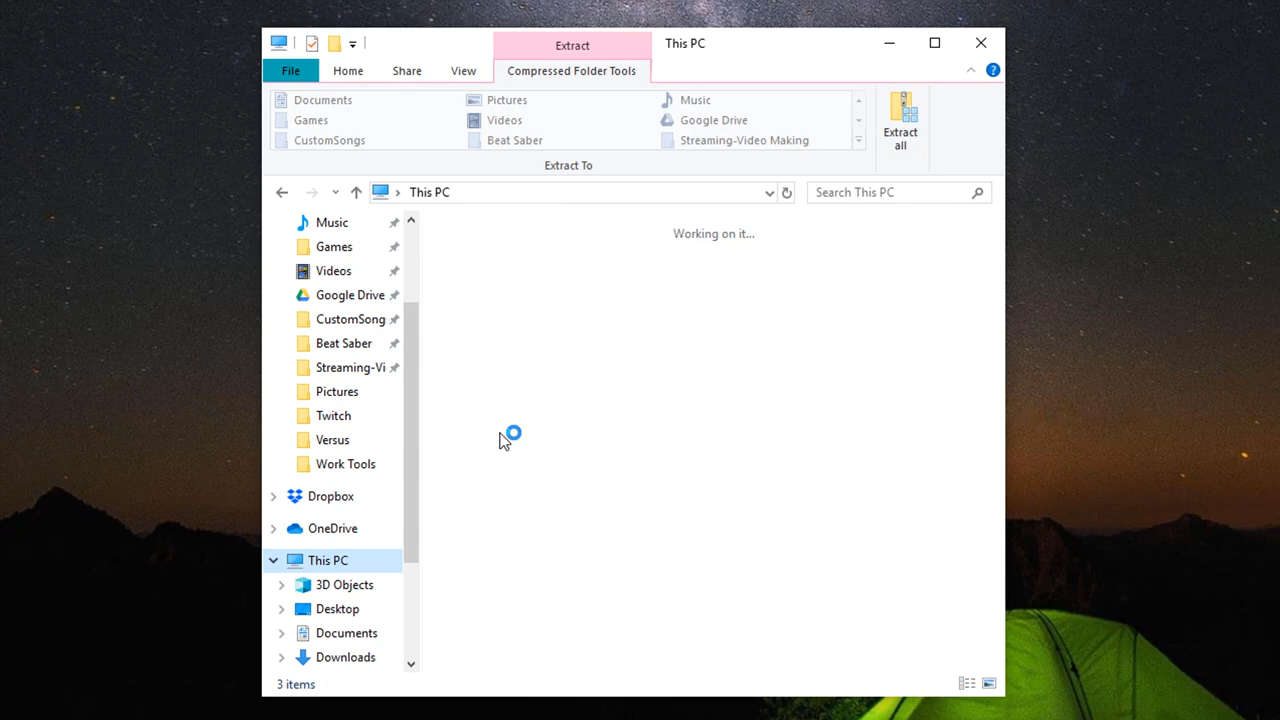 Extract
This PC
File
Home
Share
View
Compressed Folder Tools
Documents
Pictures
Music
Games
Videos
Google Drive
CustomSongs
Beat Saber
Streaming-Video Making
Extract
all
Extract To
This PC
Search This PC
Working on it...
Music
Games
Videos
Google Drive
CustomSong
Beat Saber
Streaming-Vi
Pictures
Twitch
Versus
Work Tools
Dropbox
OneDrive
This PC
3D Objects
Desktop
Documents
Downloads
3 items